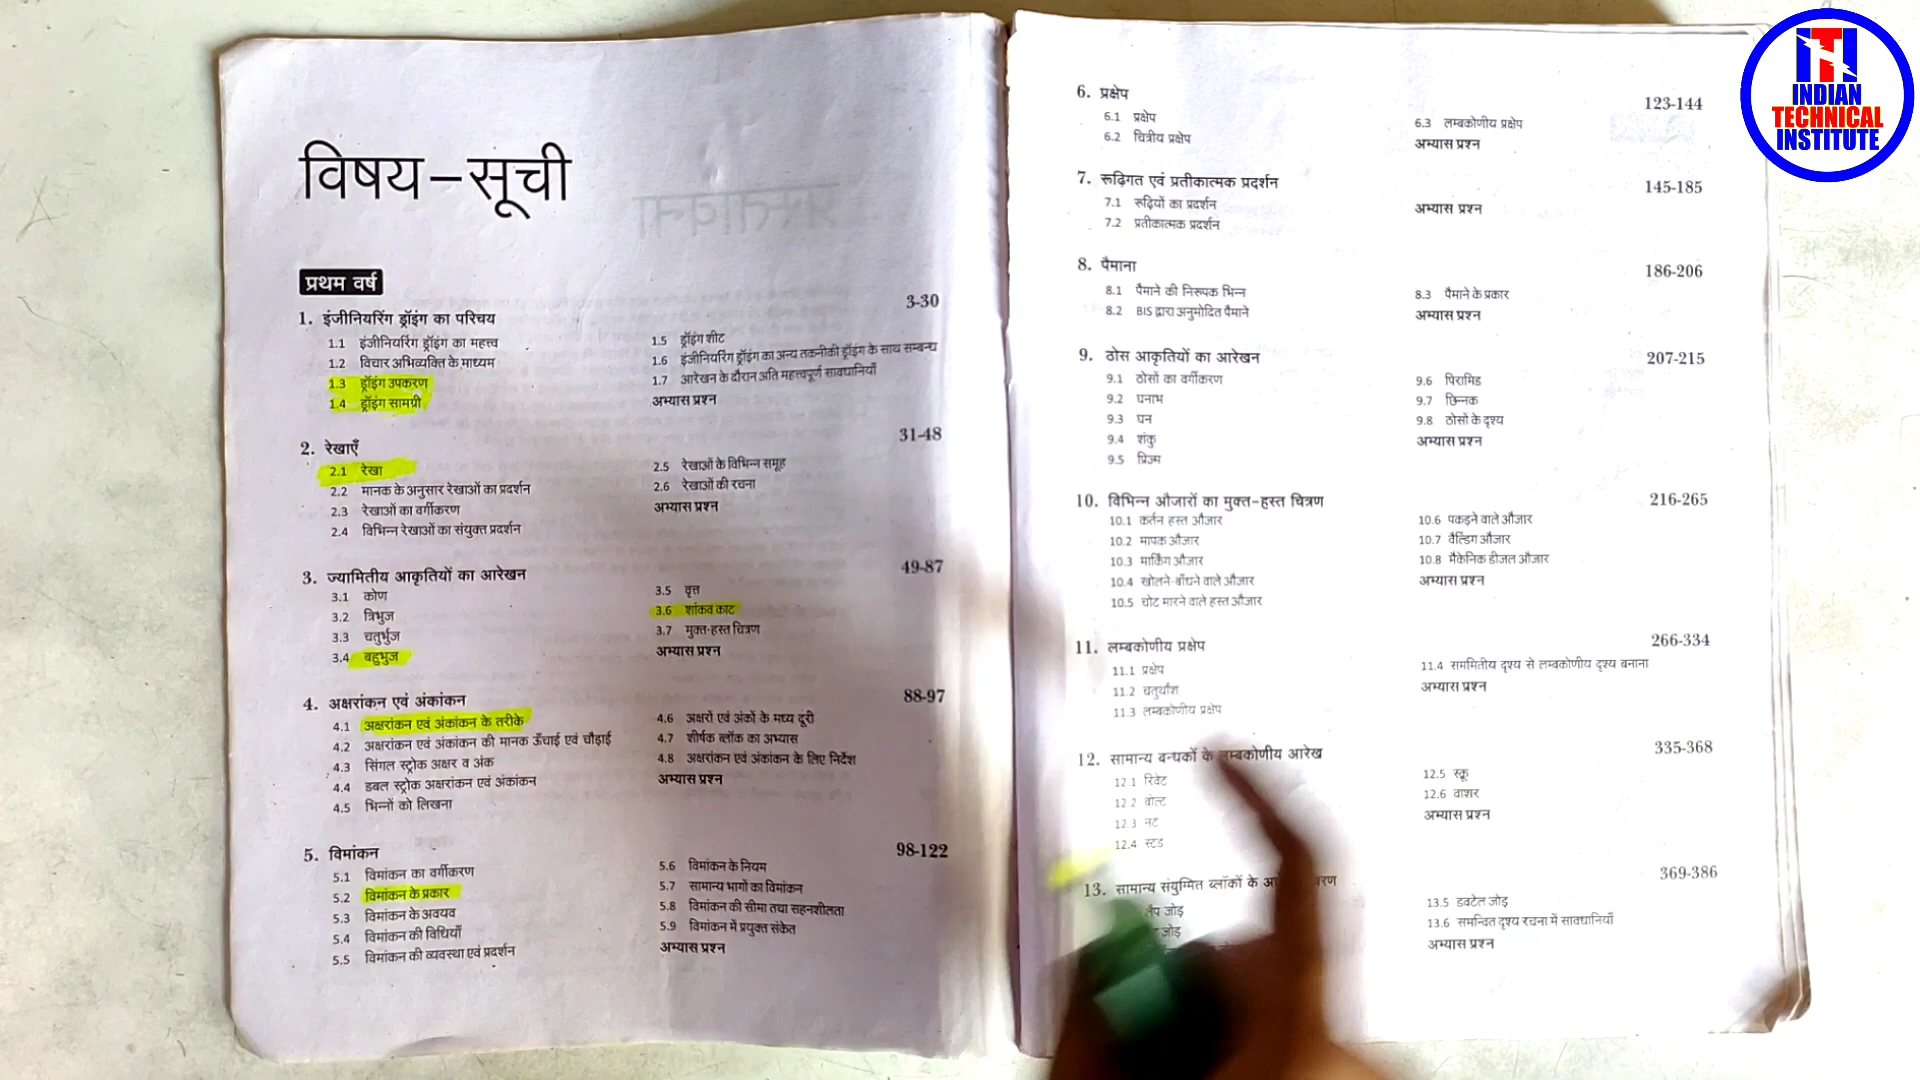 विषय–सूची
प्रथम वर्ष
1. इंजीनियरिंग ड्रॉइंग का परिचय 3-30
1.1 इंजीनियरिंग ड्रॉइंग का महत्त्व
1.2 विचार अभिव्यक्ति के माध्यम
1.3 ड्रॉइंग उपकरण
1.4 ड्रॉइंग सामग्री
1.5 ड्रॉइंग शीट
1.6 इंजीनियरिंग ड्रॉइंग का अन्य तकनीकी ड्रॉइंग के साथ सम्बन्ध
1.7 आरेखन के दौरान अति महत्त्वपूर्ण सावधानियाँ
अभ्यास प्रश्न
2. रेखाएँ 31-48
2.1 रेखा
2.2 मानक के अनुसार रेखाओं का प्रदर्शन
2.3 रेखाओं का वर्गीकरण
2.4 विभिन्न रेखाओं का संयुक्त प्रदर्शन
2.5 रेखाओं के विभिन्न समूह
2.6 रेखाओं की रचना
अभ्यास प्रश्न
3. ज्यामितीय आकृतियों का आरेखन 49-87
3.1 कोण
3.2 त्रिभुज
3.3 चतुर्भुज
3.4 बहुभुज
3.5 वृत्त
3.6 शांकव काट
3.7 मुक्त-हस्त चित्रण
अभ्यास प्रश्न
4. अक्षरांकन एवं अंकांकन 88-97
4.1 अक्षरांकन एवं अंकांकन के तरीके
4.2 अक्षरांकन एवं अंकांकन की मानक ऊँचाई एवं चौड़ाई
4.3 सिंगल स्ट्रोक अक्षर व अंक
4.4 डबल स्ट्रोक अक्षरांकन एवं अंकांकन
4.5 भिन्नों को लिखना
4.6 अक्षरों एवं अंकों के मध्य दूरी
4.7 शीर्षक ब्लॉक का अभ्यास
4.8 अक्षरांकन एवं अंकांकन के लिए निर्देश
अभ्यास प्रश्न
5. विमांकन 98-122
5.1 विमांकन का वर्गीकरण
5.2 विमांकन के प्रकार
5.3 विमांकन के अवयव
5.4 विमांकन की विधियाँ
5.5 विमांकन की व्यवस्था एवं प्रदर्शन
5.6 विमांकन के नियम
5.7 सामान्य भागों का विमांकन
5.8 विमांकन की सीमा तथा सहनशीलता
5.9 विमांकन में प्रयुक्त संकेत
अभ्यास प्रश्न
6. प्रक्षेप 123-144
6.1 प्रक्षेप
6.2 चित्रीय प्रक्षेप
6.3 लम्बकोणीय प्रक्षेप
अभ्यास प्रश्न
7. रूढ़िगत एवं प्रतीकात्मक प्रदर्शन 145-185
7.1 रूढ़ियों का प्रदर्शन
7.2 प्रतीकात्मक प्रदर्शन
अभ्यास प्रश्न
8. पैमाना 186-206
8.1 पैमाने की निरूपक भिन्न
8.2 BIS द्वारा अनुमोदित पैमाने
8.3 पैमाने के प्रकार
अभ्यास प्रश्न
9. ठोस आकृतियों का आरेखन 207-215
9.1 ठोसों का वर्गीकरण
9.2 घनाभ
9.3 घन
9.4 शंकु
9.5 प्रिज्म
9.6 पिरामिड
9.7 छिन्नक
9.8 ठोसों के दृश्य
अभ्यास प्रश्न
10. विभिन्न औजारों का मुक्त-हस्त चित्रण 216-265
10.1 कर्तन हस्त औजार
10.2 मापक औजार
10.3 मार्किंग औजार
10.4 खोलने-बाँधने वाले औजार
10.5 चोट मारने वाले हस्त औजार
10.6 पकड़ने वाले औजार
10.7 वैल्डिंग औजार
10.8 मैकेनिक डीजल औजार
अभ्यास प्रश्न
11. लम्बकोणीय प्रक्षेप 266-334
11.1 प्रक्षेप
11.2 चतुर्थांश
11.3 लम्बकोणीय प्रक्षेप
11.4 सममितीय दृश्य से लम्बकोणीय दृश्य बनाना
अभ्यास प्रश्न
12. सामान्य बन्धकों के लम्बकोणीय आरेख 335-368
12.1 रिवेट
12.2 बोल्ट
12.3 नट
12.4 स्टड
12.5 स्क्रू
12.6 वाशर
अभ्यास प्रश्न
13. सामान्य संयुग्मित ब्लॉकों के 369-386
लैप जोड़
जोड़
13.5 डवटेल जोड़
13.6 समन्वित दृश्य रचना में सावधानियाँ
अभ्यास प्रश्न
ITI
INDIAN
TECHNICAL
INSTITUTE